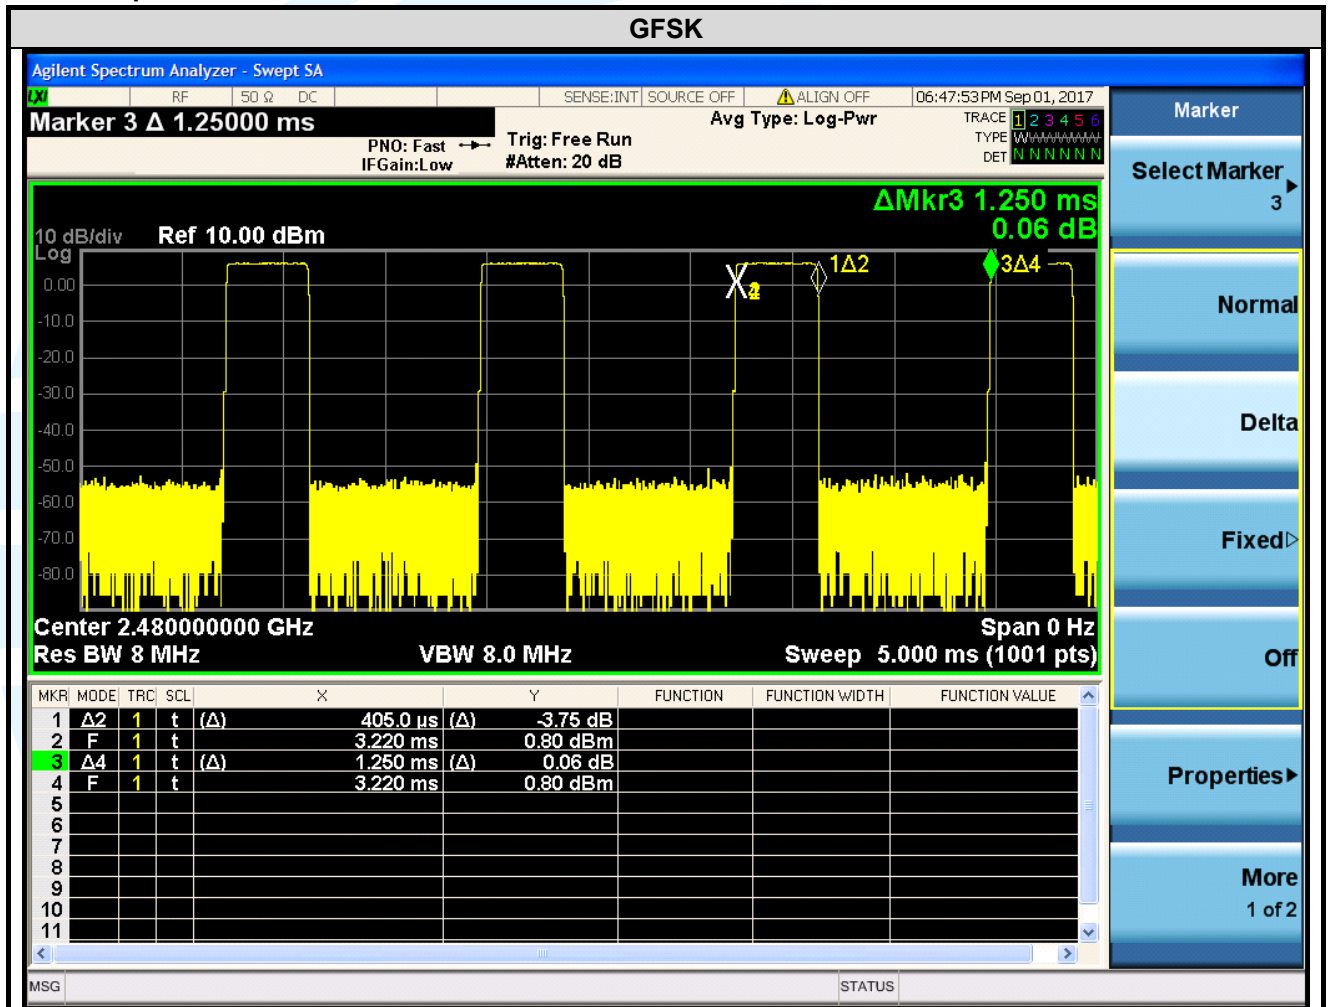 GFSK
Agilent Spectrum Analyzer - Swept SA
LXI RF 50 Ω DC SENSE:INT SOURCE OFF ALIGN OFF 06:47:53 PM Sep 01, 2017
Marker 3 Δ 1.25000 ms
PNO: Fast
IFGain:Low
Trig: Free Run
#Atten: 20 dB
Avg Type: Log-Pwr
TRACE 1 2 3 4 5 6
TYPE W
DET N N N N N N
ΔMkr3 1.250 ms
0.06 dB
10 dB/div Ref 10.00 dBm
Log
0.00
-10.0
-20.0
-30.0
-40.0
-50.0
-60.0
-70.0
-80.0
1Δ2
3Δ4
Center 2.480000000 GHz Span 0 Hz
Res BW 8 MHz VBW 8.0 MHz Sweep 5.000 ms (1001 pts)
MKR MODE TRC SCL X Y FUNCTION FUNCTION WIDTH FUNCTION VALUE
1 Δ2 1 t (Δ) 405.0 µs (Δ) -3.75 dB
2 F 1 t 3.220 ms 0.80 dBm
3 Δ4 1 t (Δ) 1.250 ms (Δ) 0.06 dB
4 F 1 t 3.220 ms 0.80 dBm
5
6
7
8
9
10
11
MSG STATUS
Marker
Select Marker
3
Normal
Delta
Fixed
Off
Properties
More
1 of 2